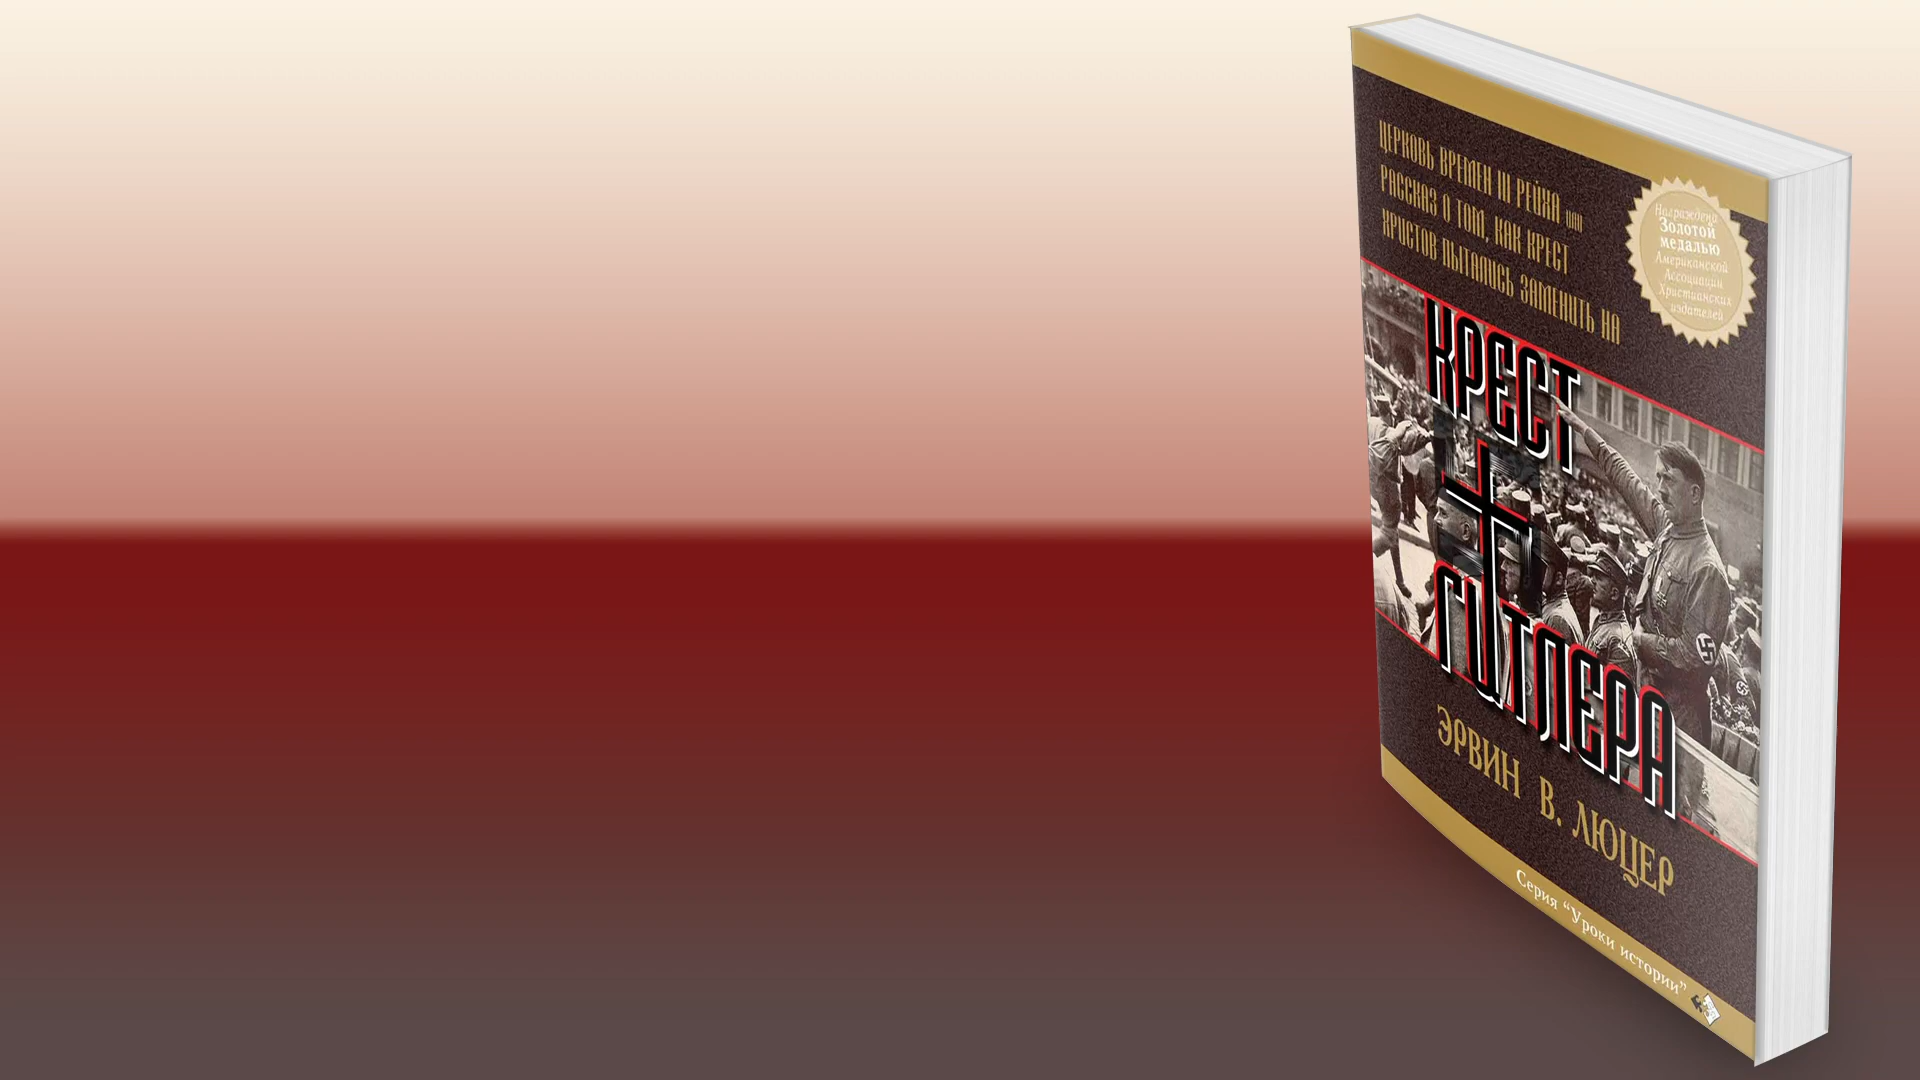 ЦЕРКОВЬ ВРЕМЕН III РЕЙХА ИЛИ
РАССКАЗ О ТОМ, КАК КРЕСТ
ХРИСТОВ ПЫТАЛИСЬ ЗАМЕНИТЬ НА
Награждена
Золотой
медалью
Американской
Ассоциации
Христианских
издателей
КРЕСТ
ГИТЛЕРА
ЭРВИН В. ЛЮЦЕР
Серия “Уроки истории”